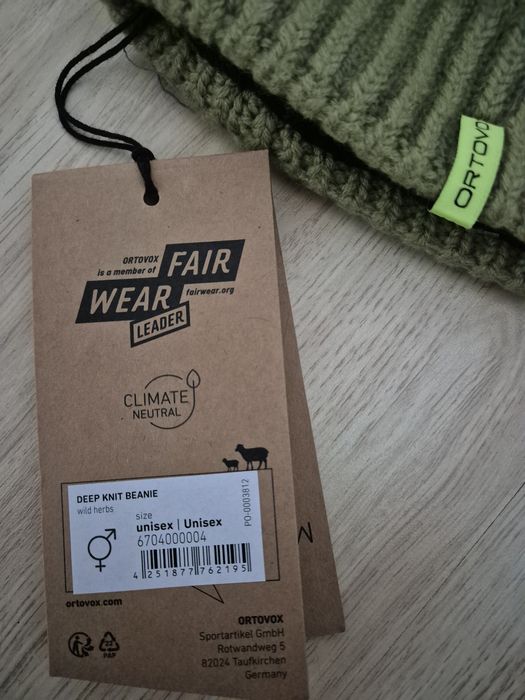 ORTOVOX
ORTOVOX
is a member of
FAIR
WEAR
fairwear.org
LEADER
CLIMATE
NEUTRAL
DEEP KNIT BEANIE
wild herbs
size
unisex | Unisex
6704000004
4 251877 762195
PO-0003812
N
ortovox.com
22
PAP
ORTOVOX
Sportartikel GmbH
Rotwandweg 5
82024 Taufkirchen
Germany